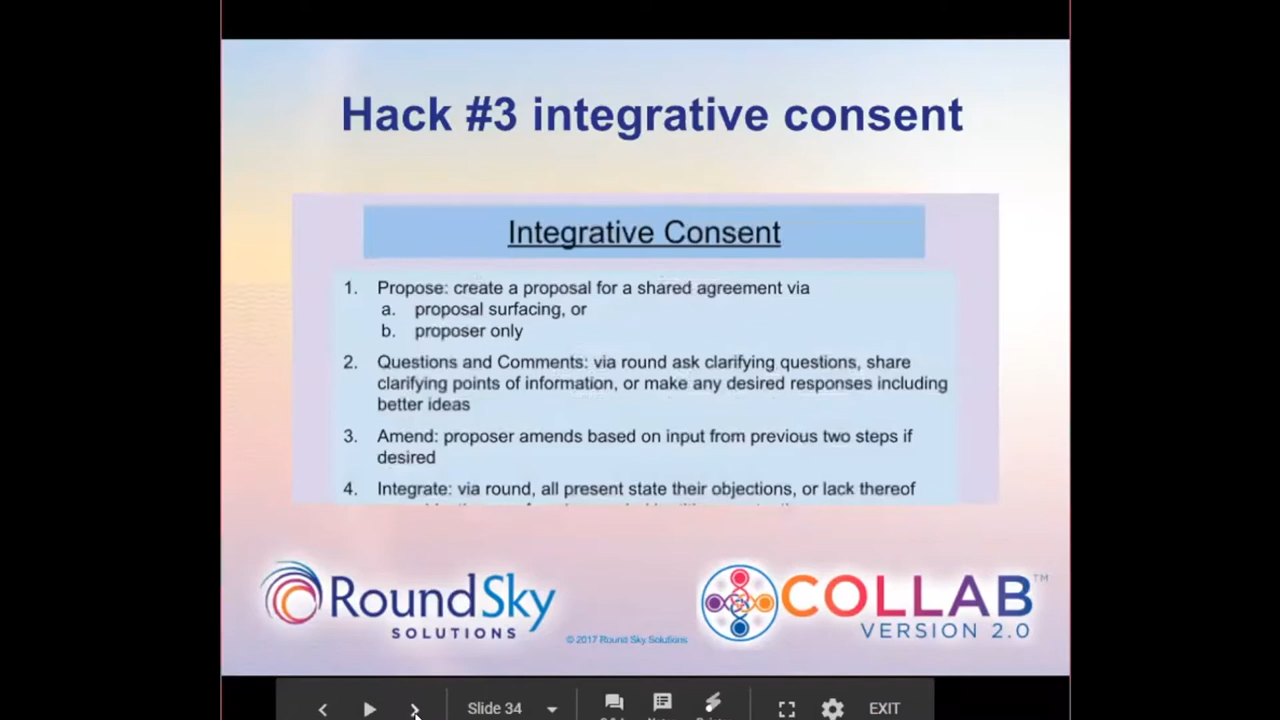 Hack #3 integrative consent
Integrative Consent
1. Propose: create a proposal for a shared agreement via
a. proposal surfacing, or
b. proposer only
2. Questions and Comments: via round ask clarifying questions, share
clarifying points of information, or make any desired responses including
better ideas
3. Amend: proposer amends based on input from previous two steps if
desired
4. Integrate: via round, all present state their objections, or lack thereof
RoundSky
SOLUTIONS
© 2017 Round Sky Solutions
COLLAB™
VERSION 2.0
Slide 34
EXIT